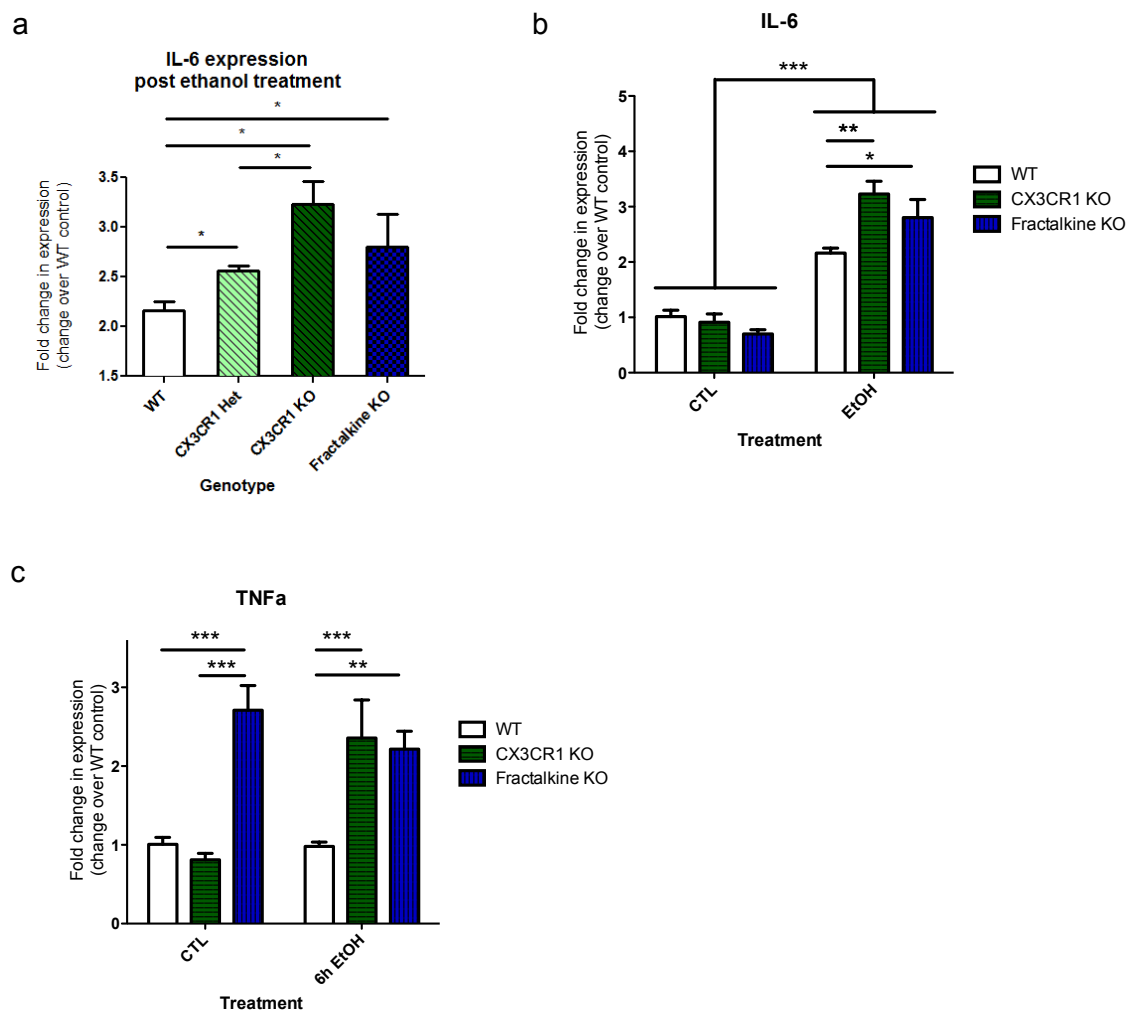 a
IL-6 expression
post ethanol treatment
*
*
*
*
Fold change in expression
(change over WT control)
3.5
3.0
2.5
2.0
1.5
WT
CX3CR1 Het
CX3CR1 KO
Fractalkine KO
Genotype
b
IL-6
***
**
*
Fold change in expression
(change over WT control)
5
4
3
2
1
0
CTL
EtOH
Treatment
WT
CX3CR1 KO
Fractalkine KO
c
TNFa
*** ***
*** **
Fold change in expression
(change over WT control)
3
2
1
0
CTL
6h EtOH
Treatment
WT
CX3CR1 KO
Fractalkine KO